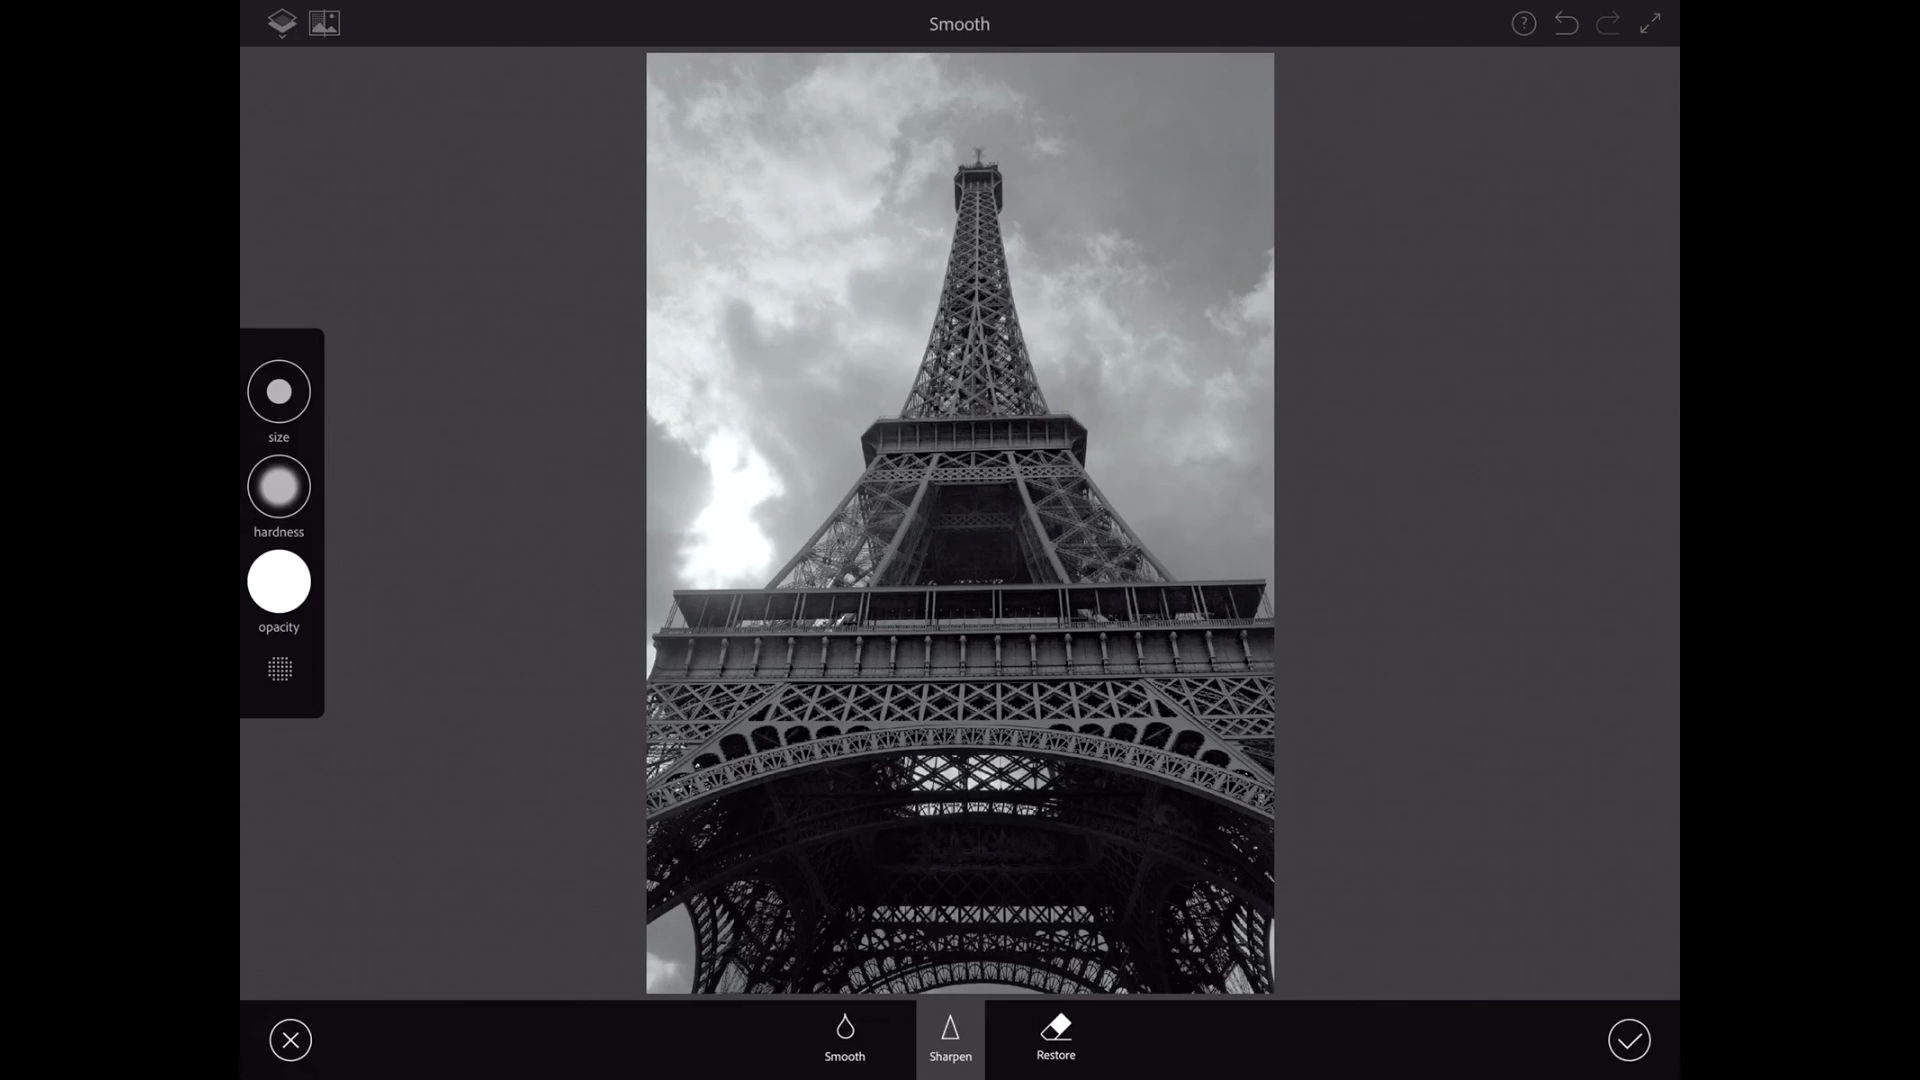 Smooth
?
size
hardness
opacity
Smooth
Sharpen
Restore